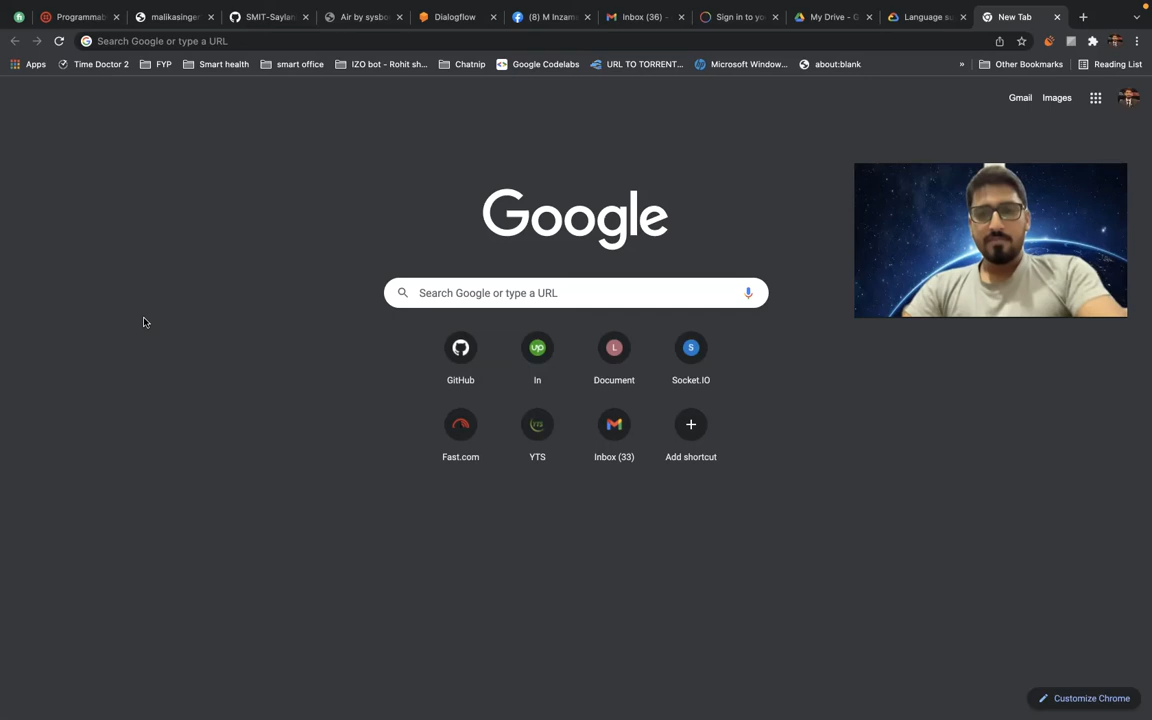 Programmab malikasinger SMIT-Saylan Air by sysbo Dialogflow (8) M Inzama Inbox (36) - Sign in to yo My Drive - G Language su New Tab
Search Google or type a URL
Apps Time Doctor 2 FYP Smart health smart office IZO bot - Rohit sh... Chatnip Google Codelabs URL TO TORRENT... Microsoft Window... about:blank » Other Bookmarks Reading List
Gmail Images
Google
Search Google or type a URL
GitHub In Document Socket.IO
Fast.com YTS Inbox (33) Add shortcut
Customize Chrome